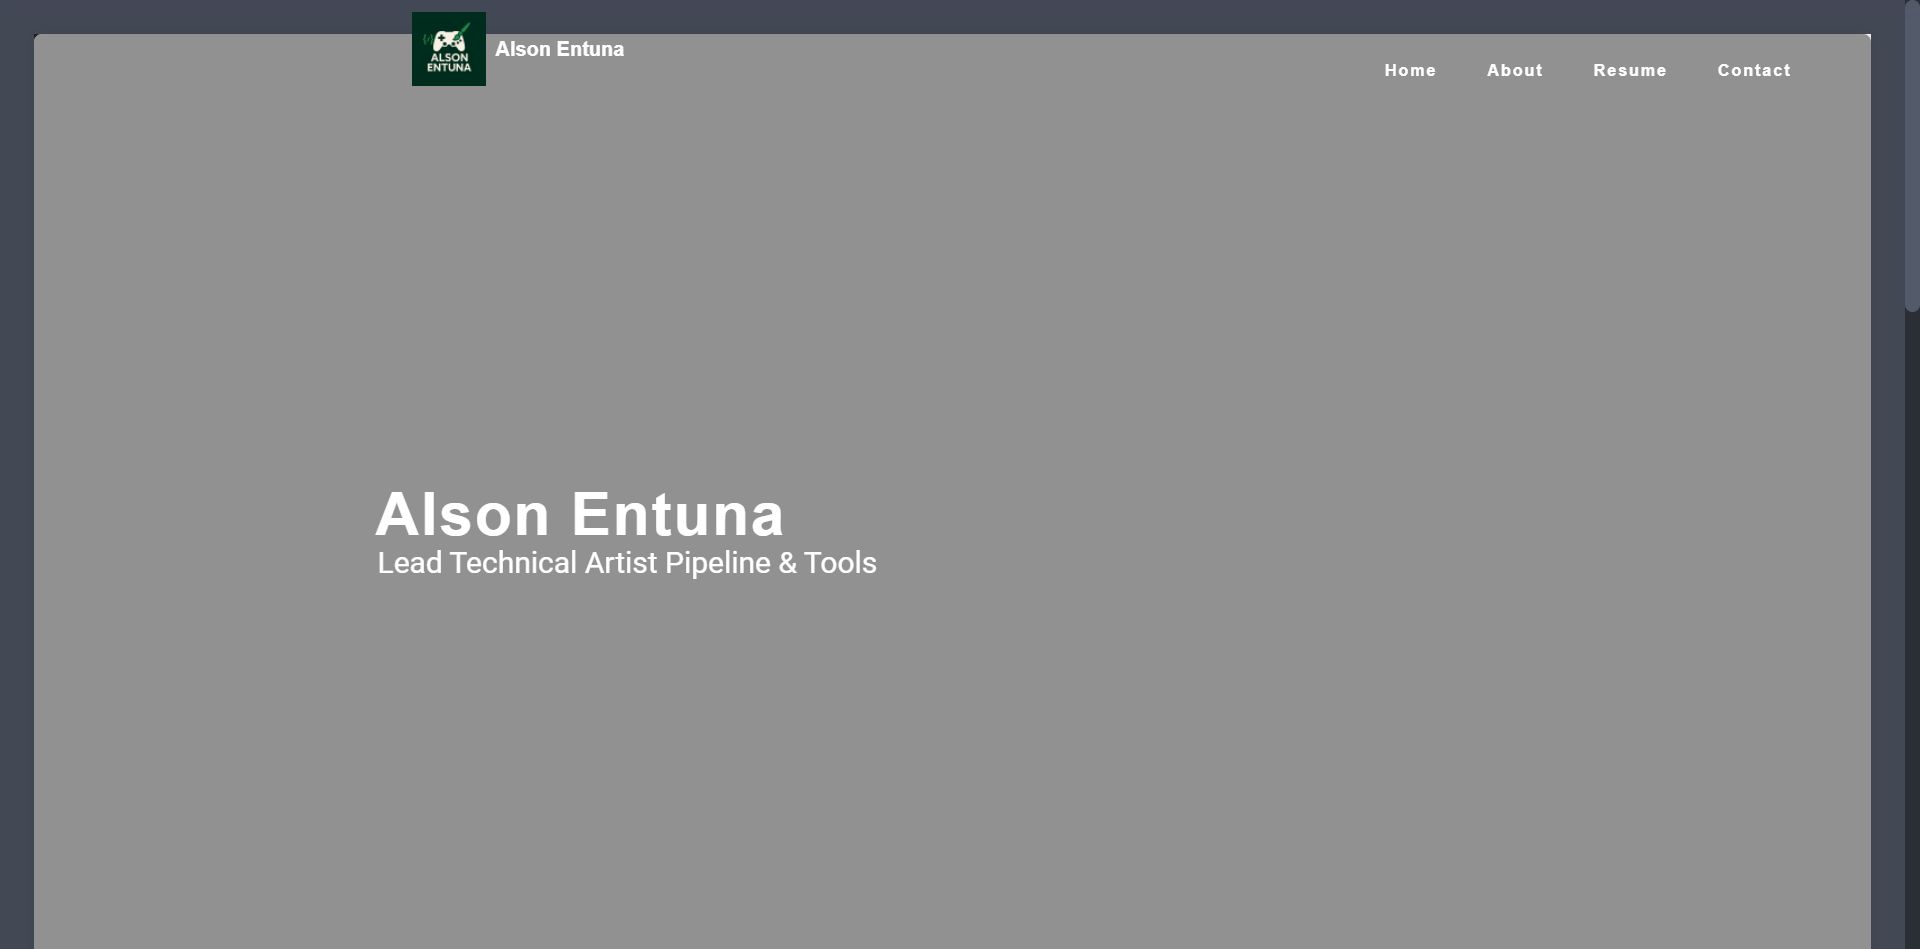 ALSON
ENTUNA
Alson Entuna
Home
About
Resume
Contact
Alson Entuna
Lead Technical Artist Pipeline & Tools